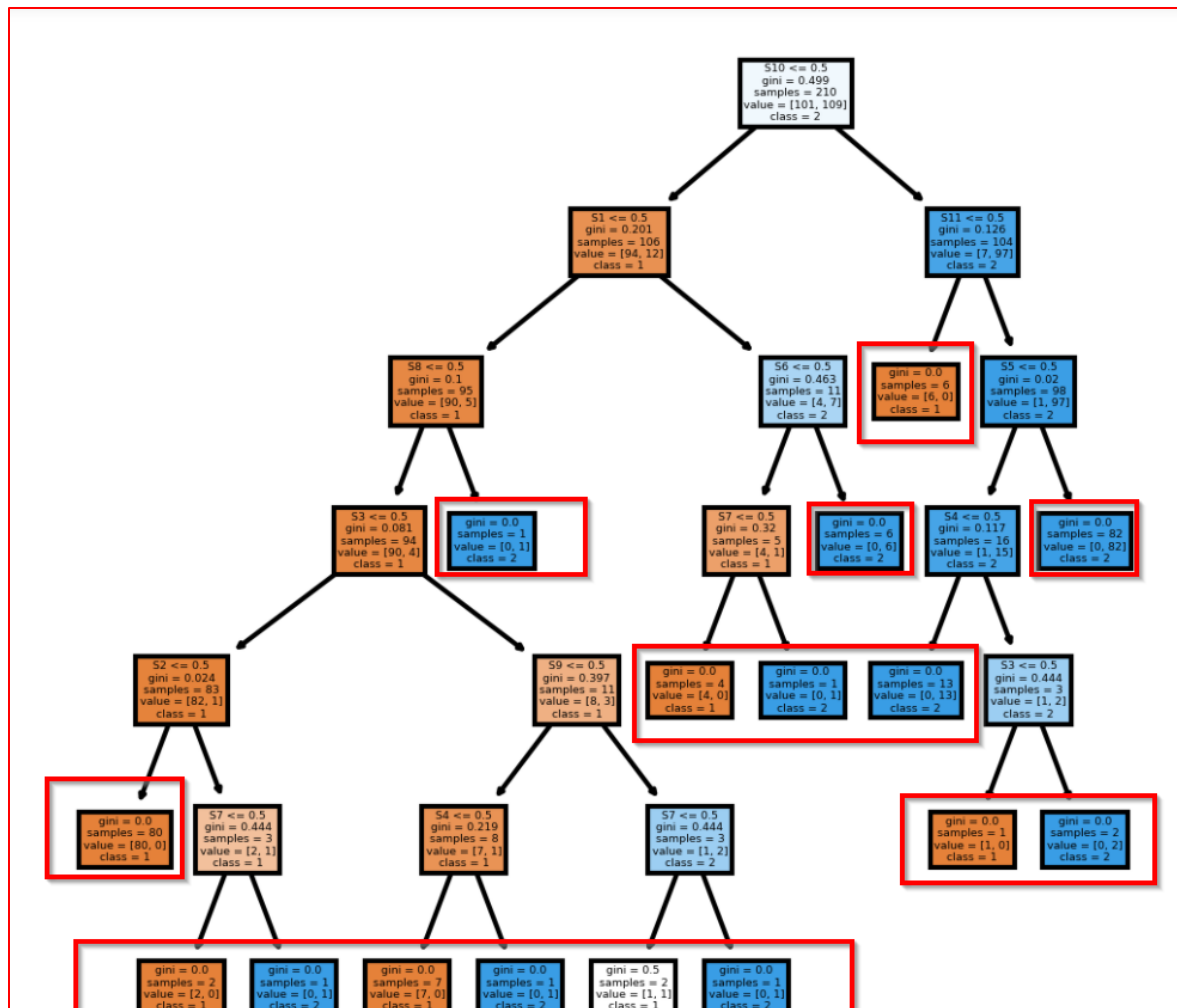 S10 <= 0.5
gini = 0.499
samples = 210
value = [101, 109]
class = 2
S1 <= 0.5
gini = 0.201
samples = 106
value = [94, 12]
class = 1
S11 <= 0.5
gini = 0.126
samples = 104
value = [7, 97]
class = 2
S8 <= 0.5
gini = 0.1
samples = 95
value = [90, 5]
class = 1
S6 <= 0.5
gini = 0.463
samples = 11
value = [4, 7]
class = 2
gini = 0.0
samples = 6
value = [6, 0]
class = 1
S5 <= 0.5
gini = 0.02
samples = 98
value = [1, 97]
class = 2
S3 <= 0.5
gini = 0.081
samples = 94
value = [90, 4]
class = 1
gini = 0.0
samples = 1
value = [0, 1]
class = 2
S7 <= 0.5
gini = 0.32
samples = 5
value = [4, 1]
class = 1
gini = 0.0
samples = 6
value = [0, 6]
class = 2
S4 <= 0.5
gini = 0.117
samples = 16
value = [1, 15]
class = 2
gini = 0.0
samples = 82
value = [0, 82]
class = 2
S2 <= 0.5
gini = 0.024
samples = 83
value = [82, 1]
class = 1
S9 <= 0.5
gini = 0.397
samples = 11
value = [8, 3]
class = 1
gini = 0.0
samples = 4
value = [4, 0]
class = 1
gini = 0.0
samples = 1
value = [0, 1]
class = 2
gini = 0.0
samples = 13
value = [0, 13]
class = 2
S3 <= 0.5
gini = 0.444
samples = 3
value = [1, 2]
class = 2
gini = 0.0
samples = 80
value = [80, 0]
class = 1
S7 <= 0.5
gini = 0.444
samples = 3
value = [2, 1]
class = 1
S4 <= 0.5
gini = 0.219
samples = 8
value = [7, 1]
class = 1
S7 <= 0.5
gini = 0.444
samples = 3
value = [1, 2]
class = 2
gini = 0.0
samples = 1
value = [1, 0]
class = 1
gini = 0.0
samples = 2
value = [0, 2]
class = 2
gini = 0.0
samples = 2
value = [2, 0]
class = 1
gini = 0.0
samples = 1
value = [0, 1]
class = 2
gini = 0.0
samples = 7
value = [7, 0]
class = 1
gini = 0.0
samples = 1
value = [0, 1]
class = 2
gini = 0.5
samples = 2
value = [1, 1]
class = 1
gini = 0.0
samples = 1
value = [0, 1]
class = 2